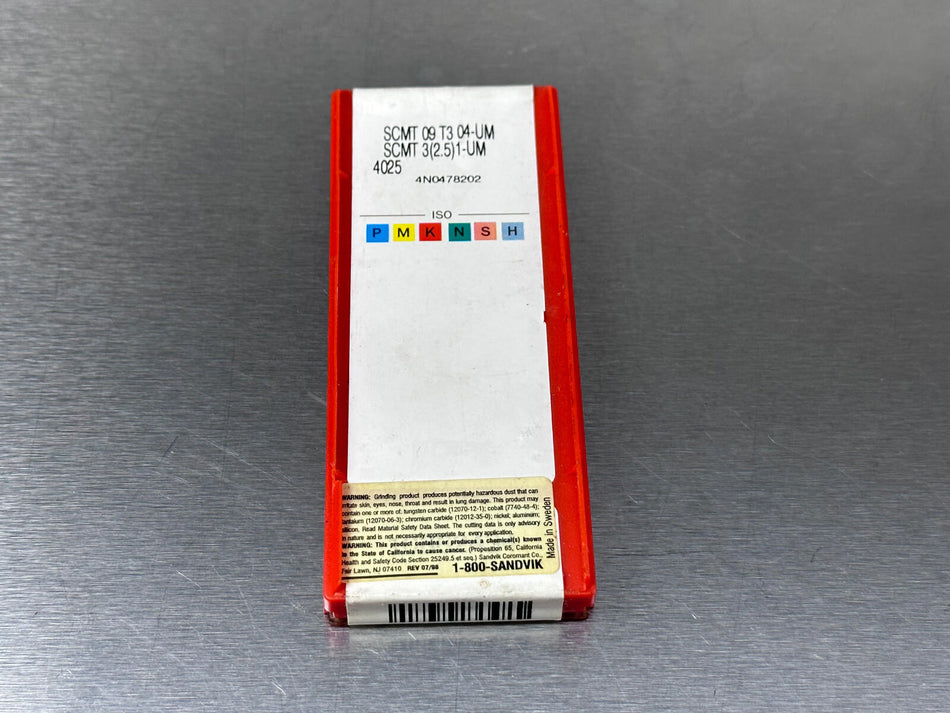 SCMT 09 T3 04-UM
SCMT 3(2.5)1-UM
4025
4N0478202
ISO
P M K N S H
WARNING: Grinding product produces potentially hazardous dust that can
irritate skin, eyes, nose, throat and result in lung damage. This product may
contain one or more of: tungsten carbide (12070-12-1); cobalt (7740-48-4);
tantalum (12070-06-3); chromium carbide (12012-35-0); nickel; aluminum;
silicon. Read Material Safety Data Sheet. The cutting data is only advisory
in nature and is not necessarily appropriate for every application.
WARNING: This product contains or produces a chemical(s) known
to the State of California to cause cancer. (Proposition 65, California
Health and Safety Code Section 25249.5 et seq.) Sandvik Coromant Co.,
Fair Lawn, NJ 07410 REV 07/98 1-800-SANDVIK
Made in Sweden